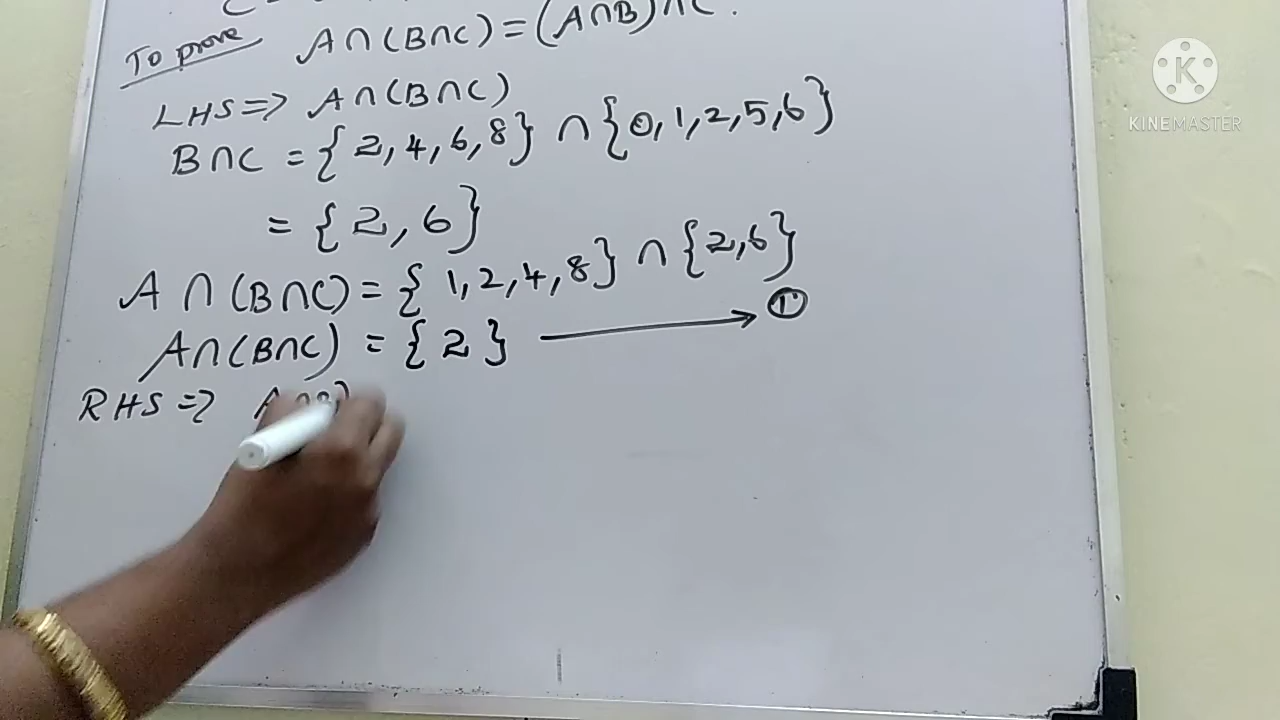 To prove A∩(B∩C)=(A∩B)∩C.
LHS => A∩(B∩C)
B∩C = {2,4,6,8} ∩ {0,1,2,5,6}
= {2,6}
A∩(B∩C) = {1,2,4,8} ∩ {2,6}
A∩(B∩C) = {2} ⟶ ①
RHS =>
K
KINEMASTER